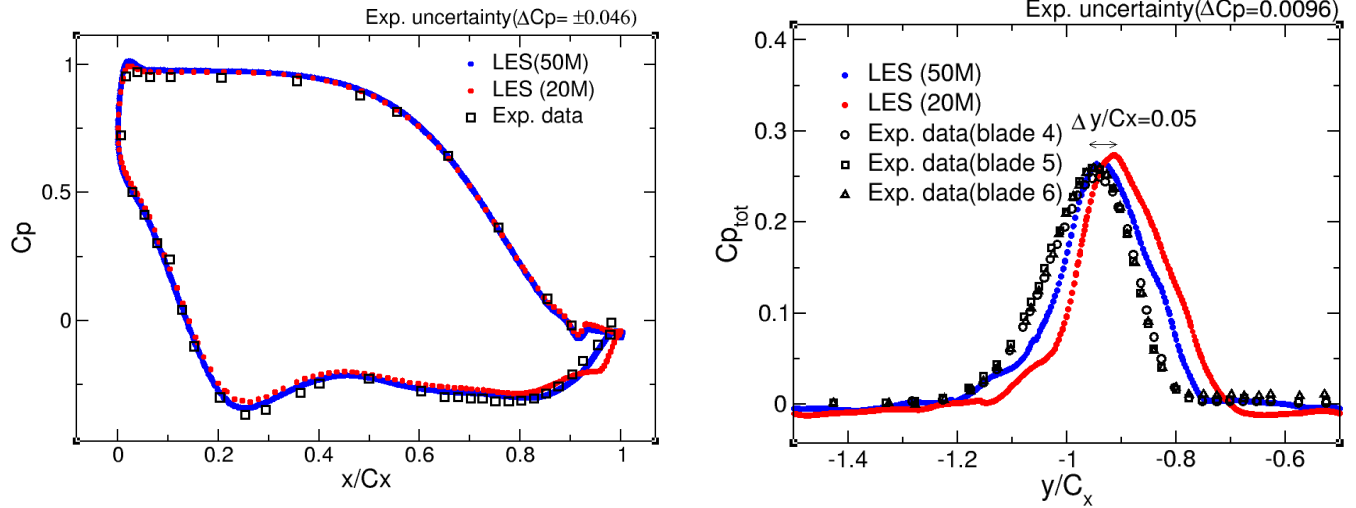 Exp. uncertainty(ΔCp= ±0.046)
LES(50M)
LES (20M)
Exp. data
1
0.5
0
Cp
0
0.2
0.4
0.6
0.8
1
x/Cx
Exp. uncertainty(ΔCp=0.0096)
LES (50M)
LES (20M)
Exp. data(blade 4)
Exp. data(blade 5)
Exp. data(blade 6)
Δ y/Cx=0.05
0.4
0.3
0.2
0.1
0
Cp_tot
-1.4
-1.2
-1
-0.8
-0.6
y/C_x